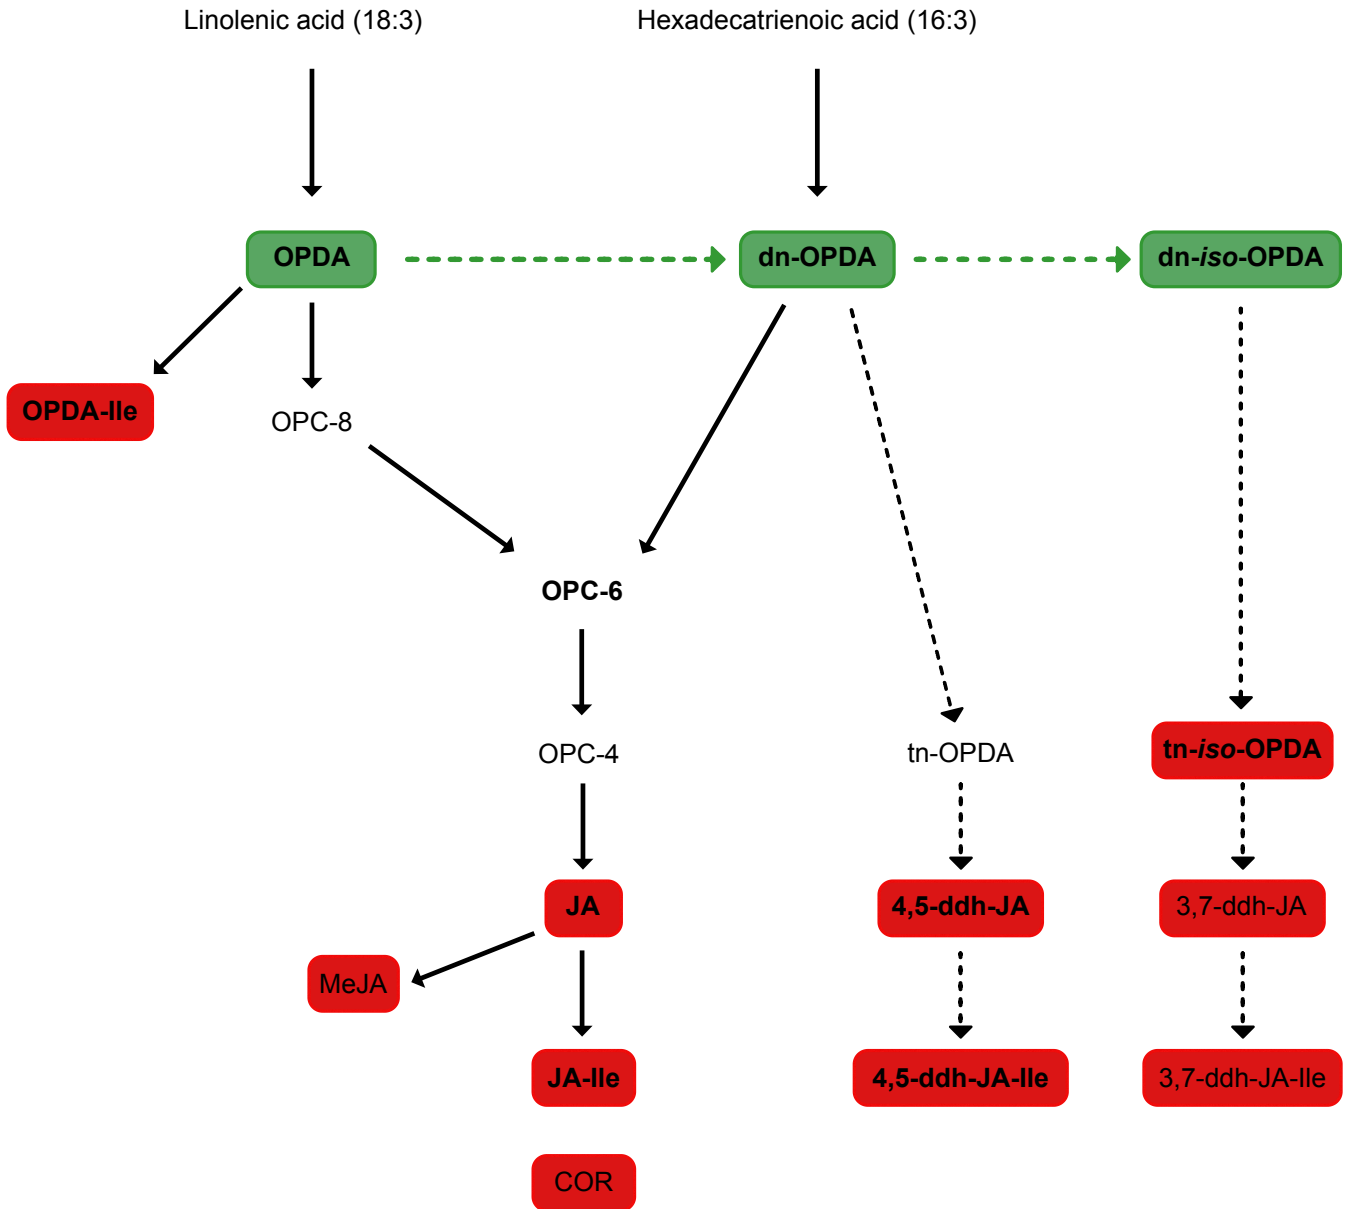 Linolenic acid (18:3)
Hexadecatrienoic acid (16:3)
OPDA
dn-OPDA
dn-iso-OPDA
OPDA-Ile
OPC-8
OPC-6
OPC-4
tn-OPDA
tn-iso-OPDA
JA
4,5-ddh-JA
3,7-ddh-JA
MeJA
JA-Ile
4,5-ddh-JA-Ile
3,7-ddh-JA-Ile
COR